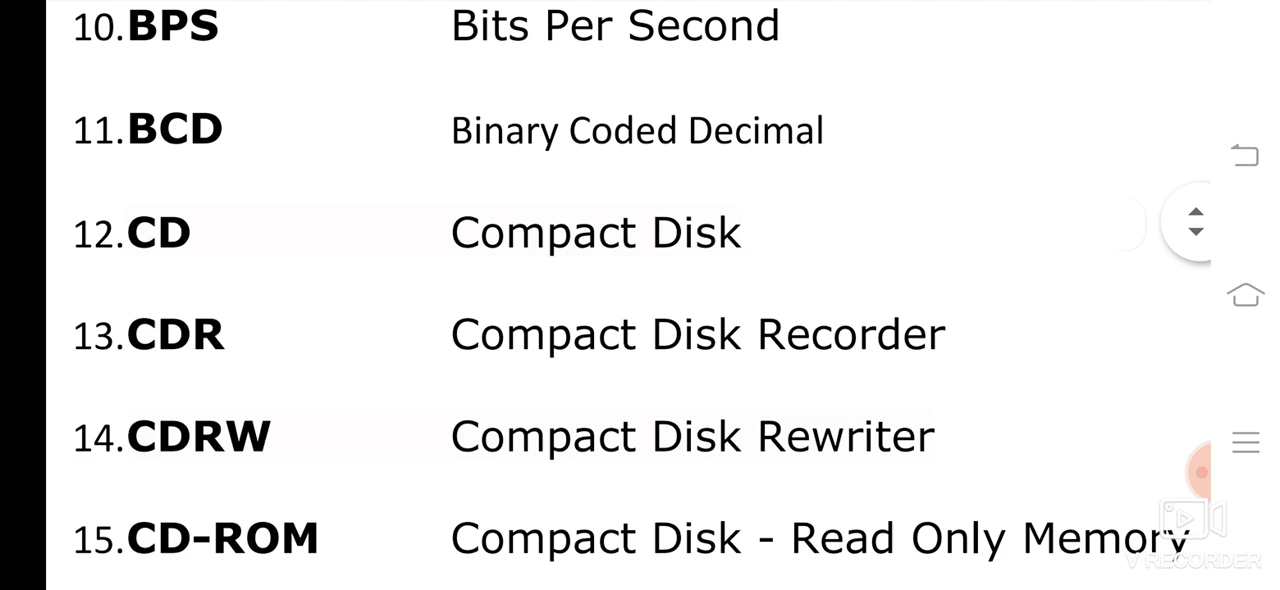 10. BPS Bits Per Second
11. BCD Binary Coded Decimal
12. CD Compact Disk
13. CDR Compact Disk Recorder
14. CDRW Compact Disk Rewriter
15. CD-ROM Compact Disk - Read Only Memory
V RECORDER